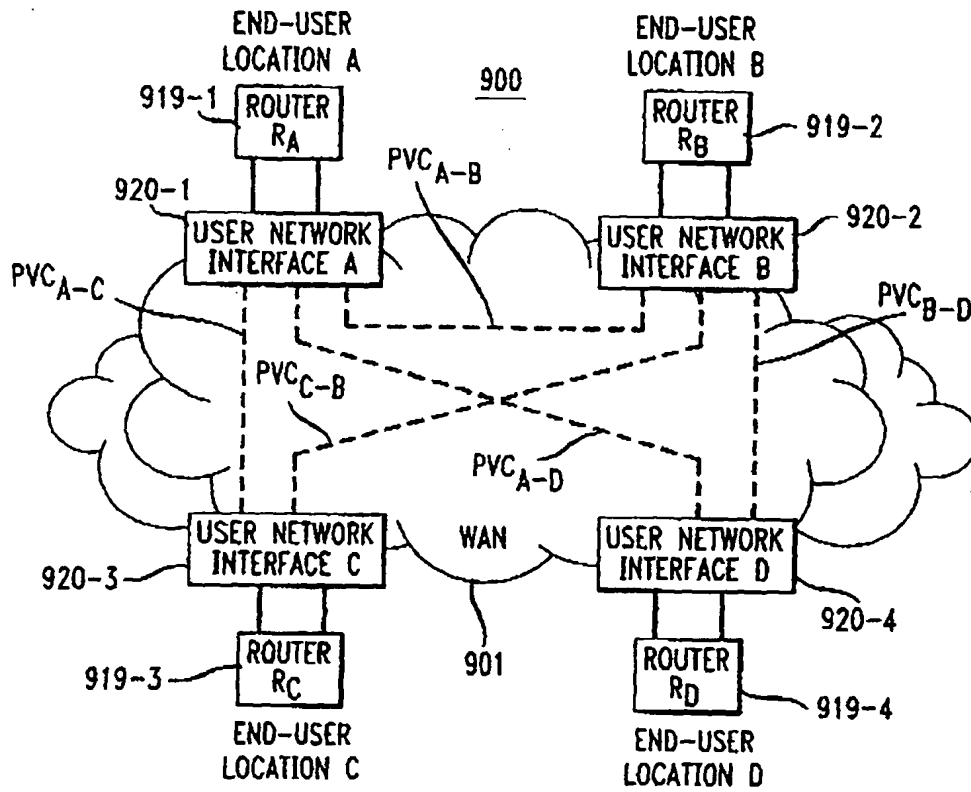 END-USER
LOCATION A
END-USER
LOCATION B
900
919-1
ROUTER
RA
ROUTER
RB
919-2
PVCA-B
920-1
USER NETWORK
INTERFACE A
USER NETWORK
INTERFACE B
920-2
PVCA-C
PVCB-D
PVCC-B
PVCA-D
USER NETWORK
INTERFACE C
WAN
USER NETWORK
INTERFACE D
920-3
920-4
901
919-3
ROUTER
RC
ROUTER
RD
919-4
END-USER
LOCATION C
END-USER
LOCATION D